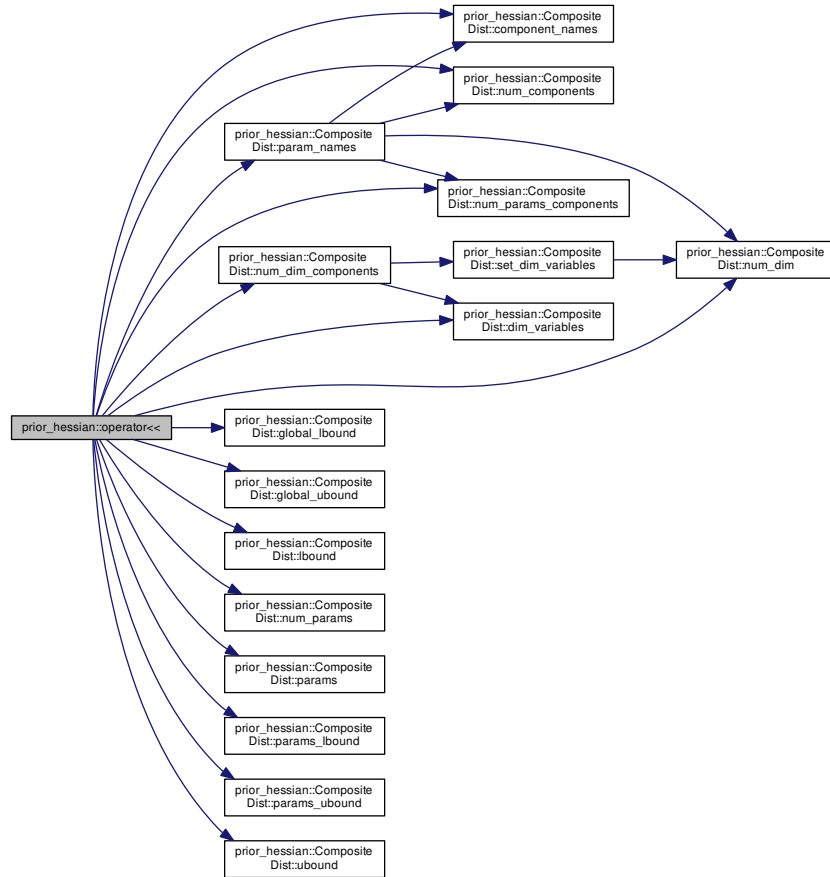 prior_hessian::Composite
Dist::component_names
prior_hessian::Composite
Dist::num_components
prior_hessian::Composite
Dist::param_names
prior_hessian::Composite
Dist::num_params_components
prior_hessian::Composite
Dist::num_dim_components
prior_hessian::Composite
Dist::set_dim_variables
prior_hessian::Composite
Dist::num_dim
prior_hessian::Composite
Dist::dim_variables
prior_hessian::operator<<
prior_hessian::Composite
Dist::global_lbound
prior_hessian::Composite
Dist::global_ubound
prior_hessian::Composite
Dist::lbound
prior_hessian::Composite
Dist::num_params
prior_hessian::Composite
Dist::params
prior_hessian::Composite
Dist::params_lbound
prior_hessian::Composite
Dist::params_ubound
prior_hessian::Composite
Dist::ubound